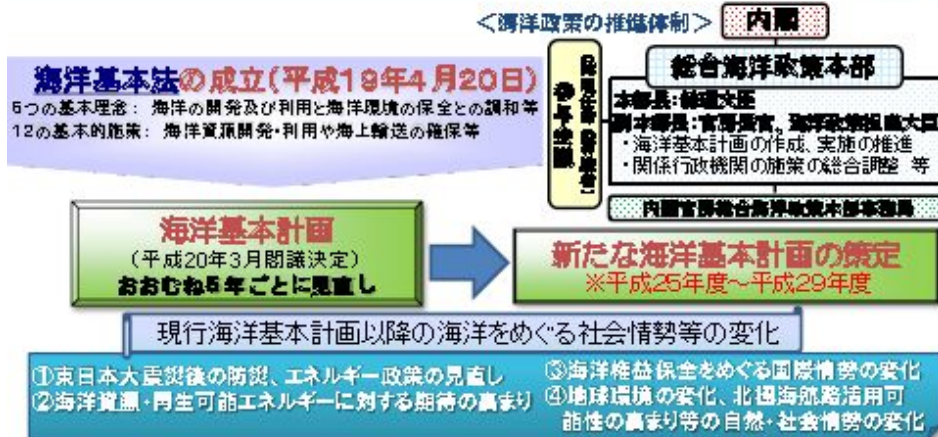 ＜海洋政策の推進体制＞
内閣
総合海洋政策本部
本部長：総理大臣
副本部長：官房長官、海洋政策担当大臣
・海洋基本計画の作成、実施の推進
・関係行政機関の施策の総合調整 等
内閣官房総合海洋政策本部事務局
参与会議
海洋基本法の成立(平成19年4月20日)
6つの基本理念： 海洋の開発及び利用と海洋環境の保全との調和等
12の基本的施策： 海洋資源開発・利用や海上輸送の確保等
海洋基本計画
（平成20年3月閣議決定）
おおむね5年ごとに見直し
新たな海洋基本計画の策定
※平成25年度～平成29年度
現行海洋基本計画以降の海洋をめぐる社会情勢等の変化
①東日本大震災後の防災、エネルギー政策の見直し
②海洋資源・再生可能エネルギーに対する期待の高まり
③海洋権益保全をめぐる国際情勢の変化
④地球環境の変化、北極海航路活用可
能性の高まり等の自然・社会情勢の変化